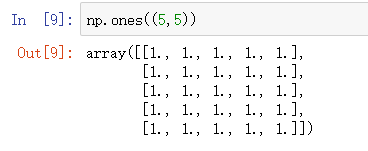 In [9]: np.ones((5,5))
Out[9]: array([[1., 1., 1., 1., 1.],
[1., 1., 1., 1., 1.],
[1., 1., 1., 1., 1.],
[1., 1., 1., 1., 1.],
[1., 1., 1., 1., 1.]])